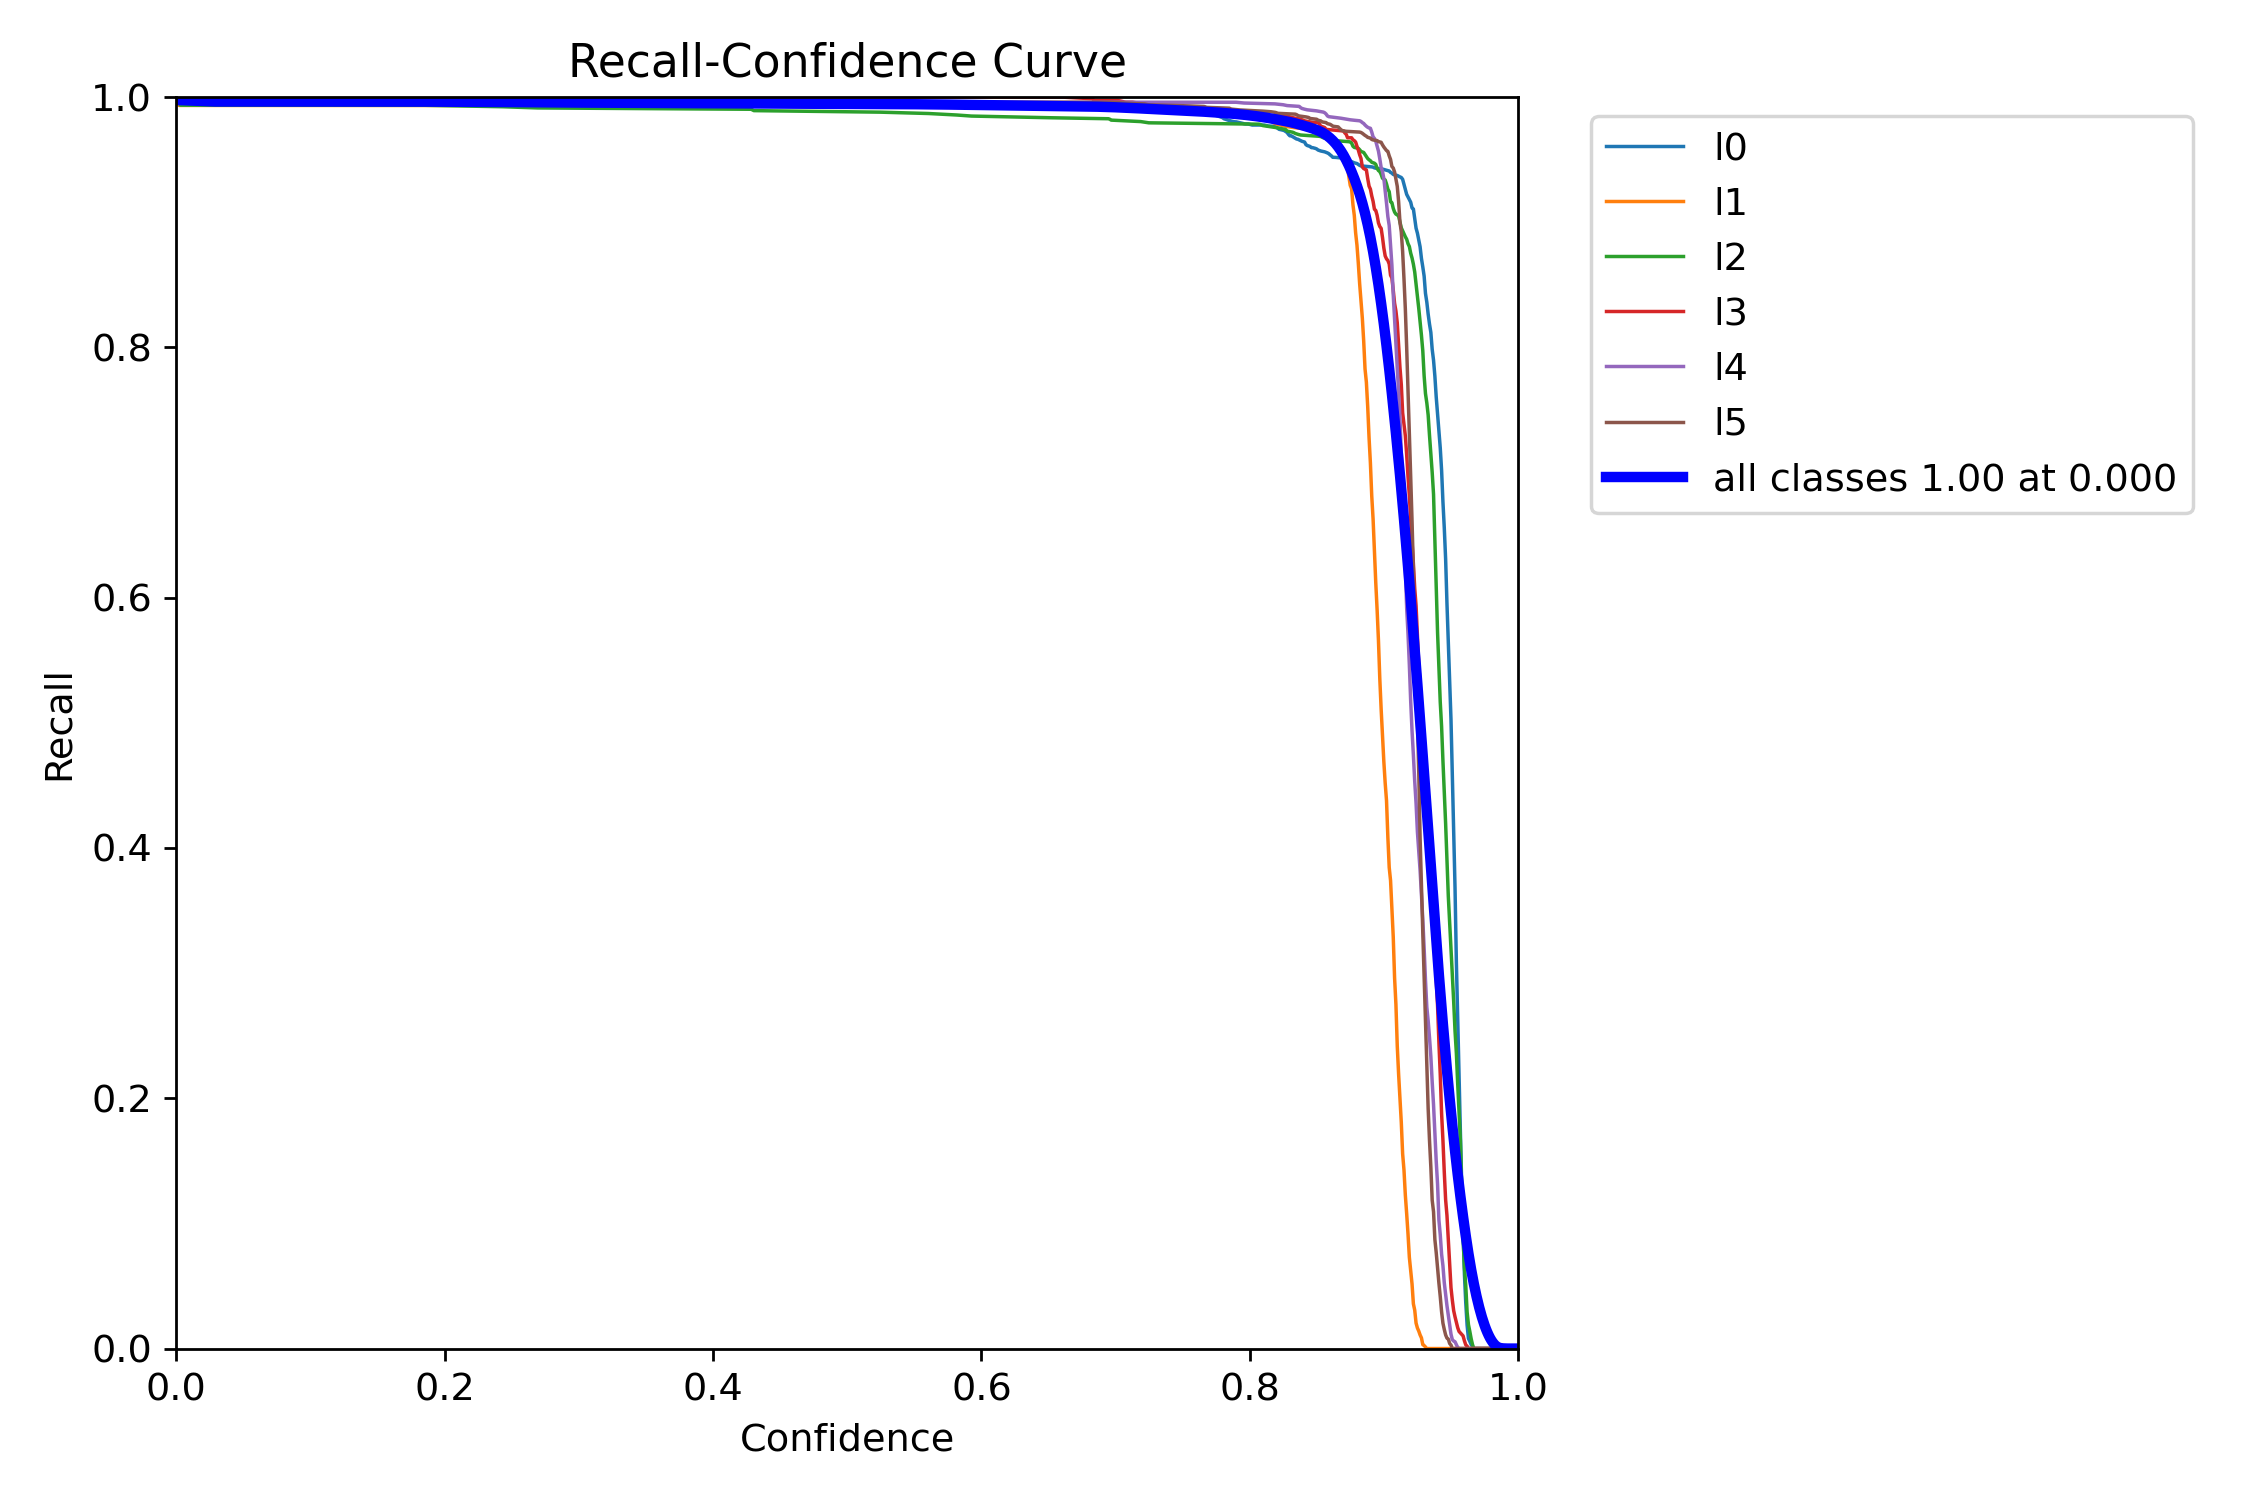 Recall-Confidence Curve
1.0
0.8
0.6
0.4
0.2
0.0
Recall
0.0 0.2 0.4 0.6 0.8 1.0
Confidence
l0
l1
l2
l3
l4
l5
all classes 1.00 at 0.000